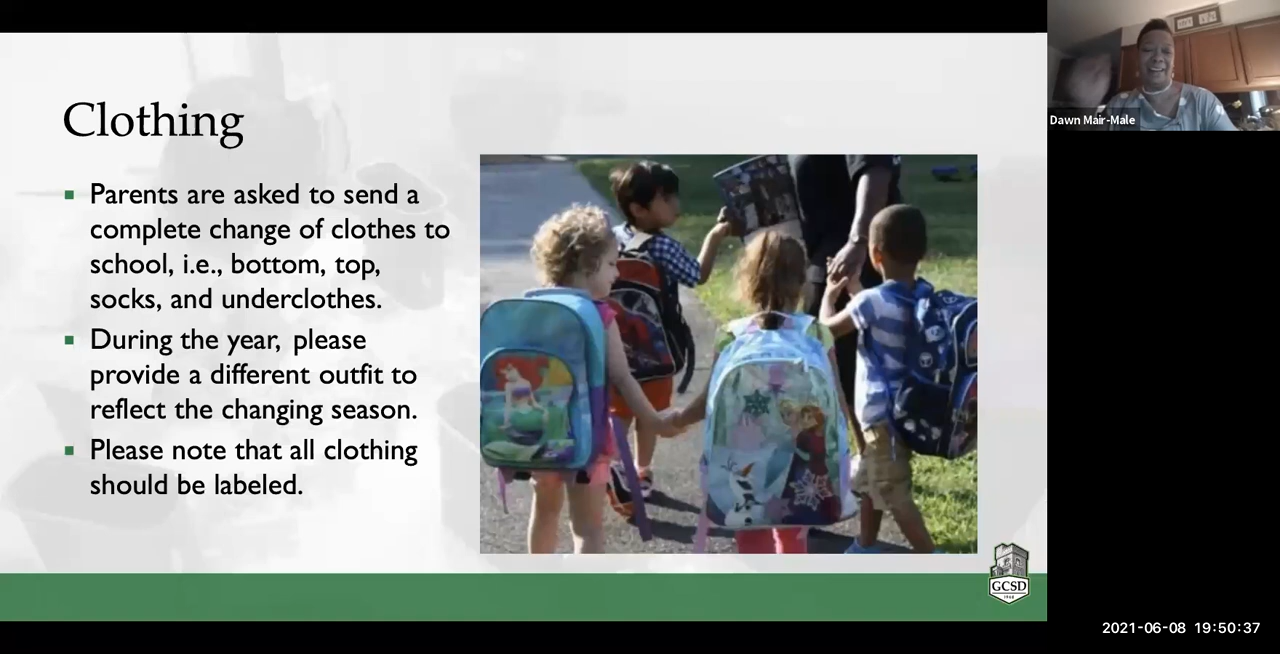 Clothing
Parents are asked to send a
complete change of clothes to
school, i.e., bottom, top,
socks, and underclothes.
During the year, please
provide a different outfit to
reflect the changing season.
Please note that all clothing
should be labeled.
Dawn Mair-Male
GCSD
2021-06-08 19:50:37